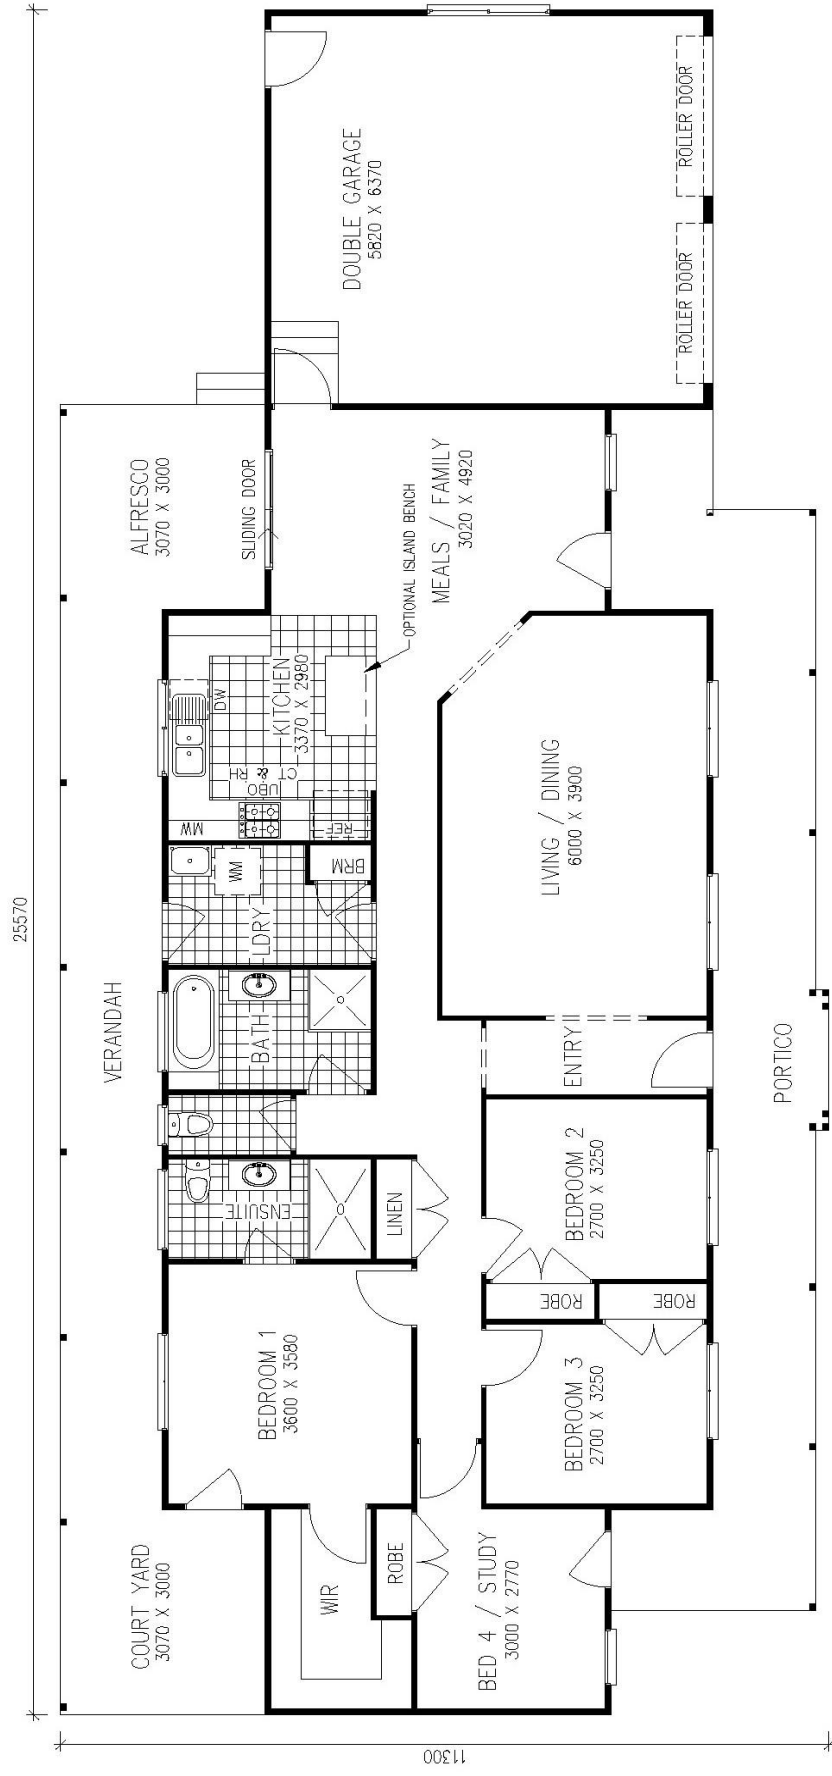 25570
11300
DOUBLE GARAGE
5820 X 6370
ROLLER DOOR
ROLLER DOOR
ALFRESCO
3070 X 3000
SLIDING DOOR
MEALS / FAMILY
3020 X 4920
OPTIONAL ISLAND BENCH
KITCHEN
3370 X 2980
DW
UBO
CT & RH
MW
REF
LIVING / DINING
6000 X 3900
WM
BRM
LDRY
VERANDAH
BATH
ENTRY
PORTICO
ENSUITE
LINEN
BEDROOM 2
2700 X 3250
ROBE
ROBE
BEDROOM 1
3600 X 3580
BEDROOM 3
2700 X 3250
COURT YARD
3070 X 3000
WIR
ROBE
BED 4 / STUDY
3000 X 2770